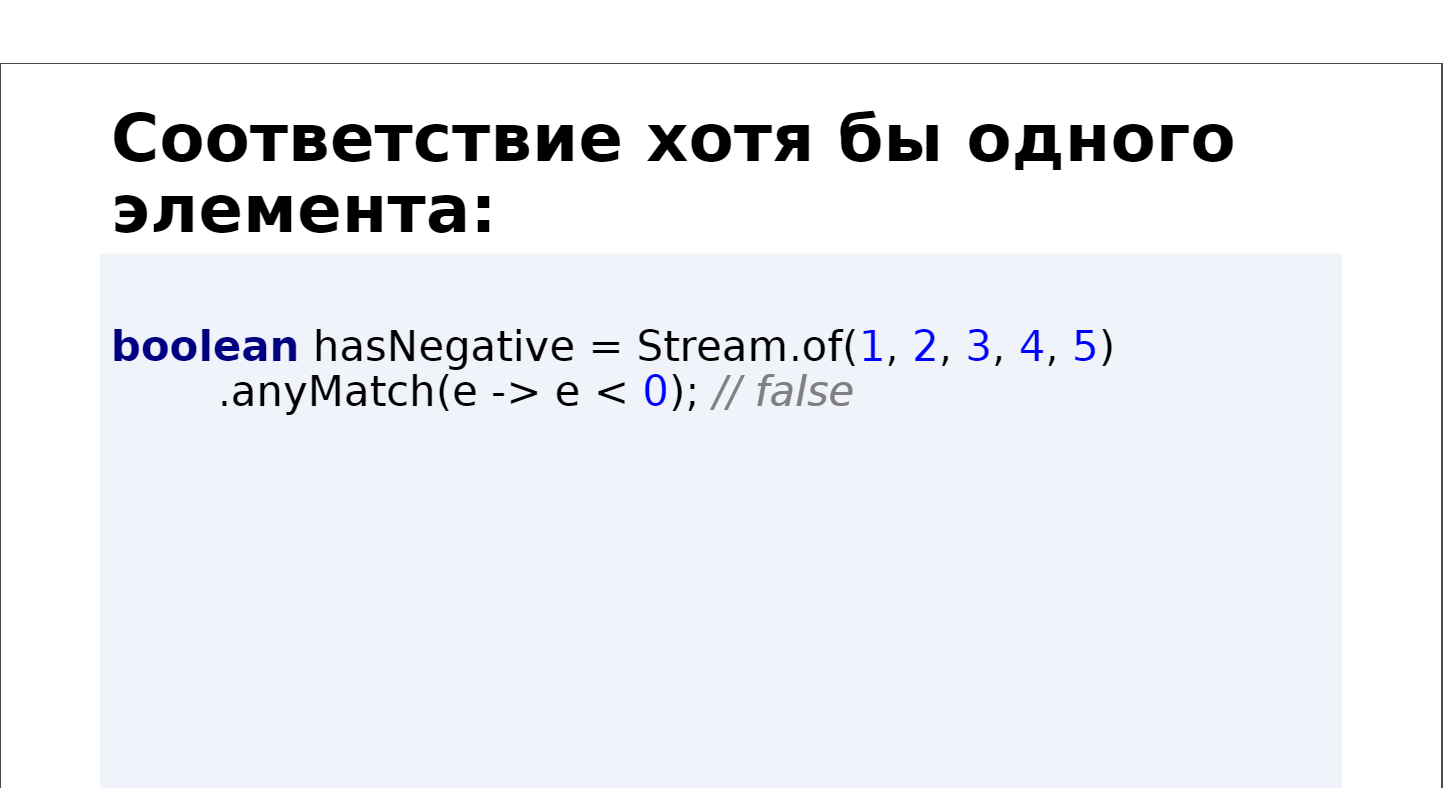 Соответствие хотя бы одного
элемента:
boolean hasNegative = Stream.of(1, 2, 3, 4, 5)
.anyMatch(e -> e < 0); // false